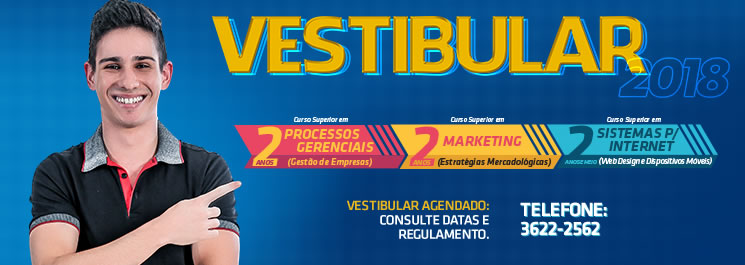 VESTIBULAR
2018
Curso Superior em
2 ANOS
PROCESSOS
GERENCIAIS
(Gestão de Empresas)
Curso Superior em
2 ANOS
MARKETING
(Estratégias Mercadológicas)
Curso Superior em
2 ANOS E MEIO
SISTEMAS P/
INTERNET
(Web Design e Dispositivos Móveis)
VESTIBULAR AGENDADO:
CONSULTE DATAS E
REGULAMENTO.
TELEFONE:
3622-2562